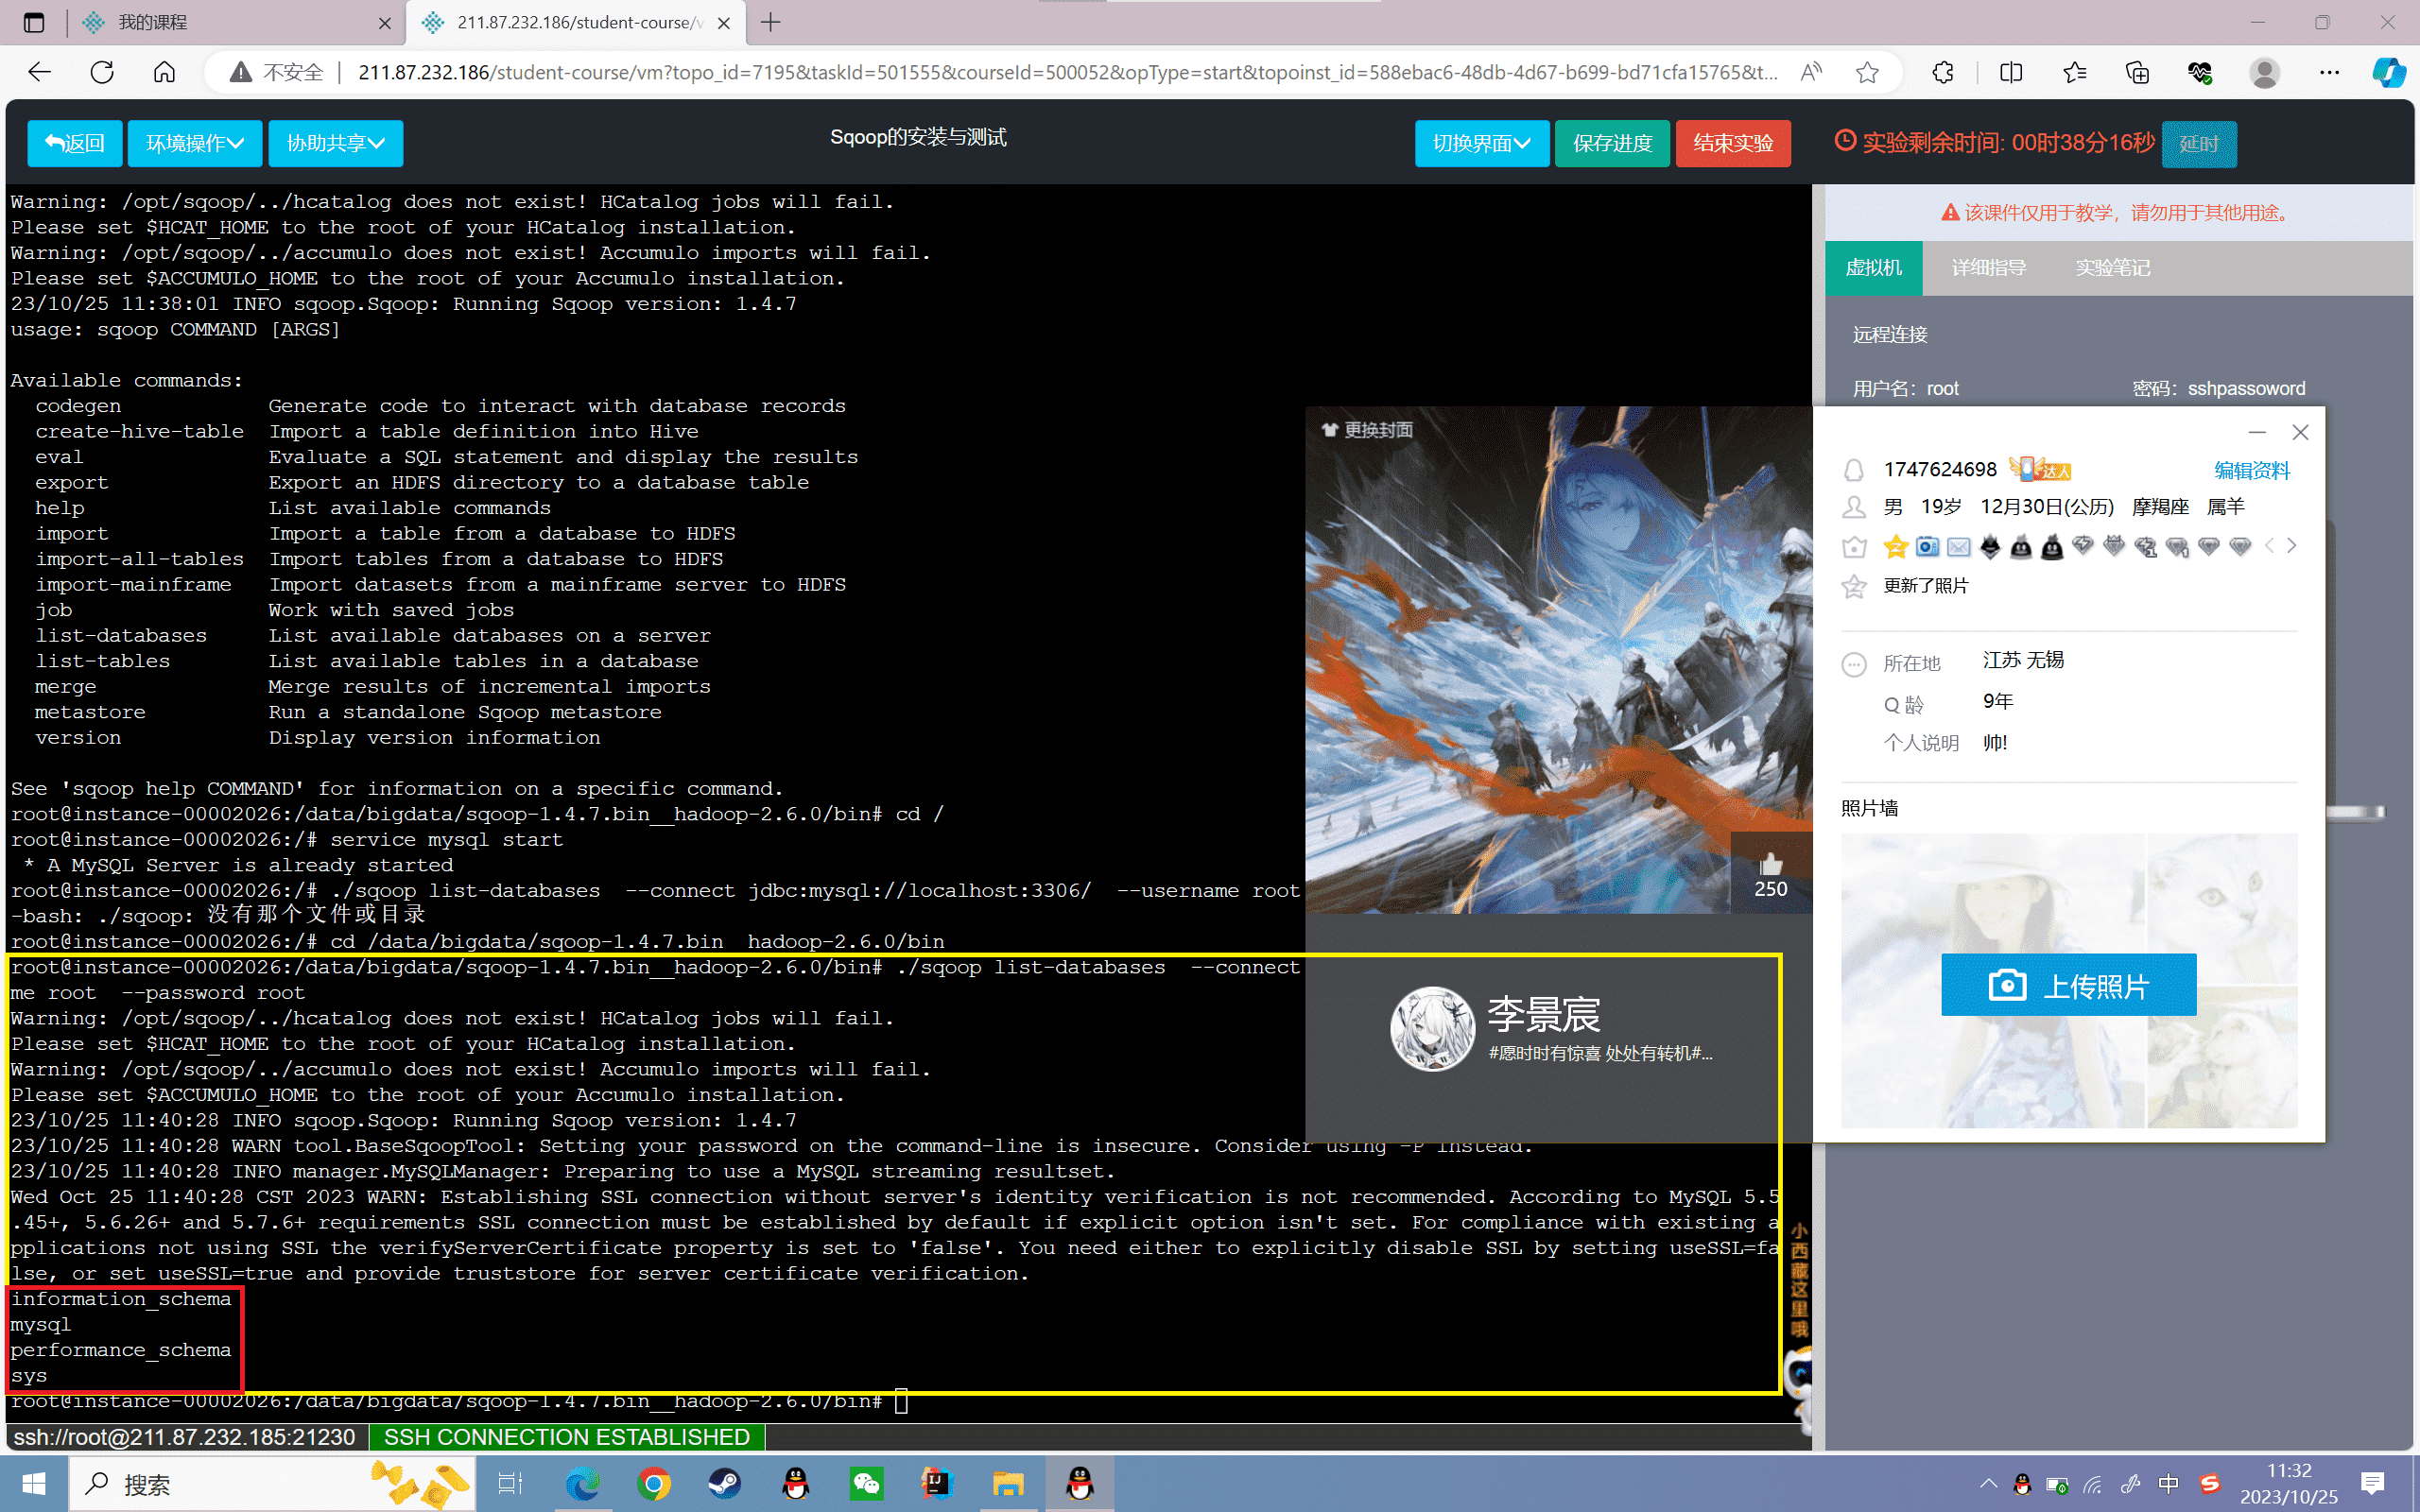 我的课程
211.87.232.186/student-course/v
不安全
211.87.232.186/student-course/vm?topo_id=7195&taskId=501555&courseId=500052&opType=start&topoinst_id=588ebac6-48db-4d67-b699-bd71cfa15765&t...
返回
环境操作
协助共享
Sqoop的安装与测试
切换界面
保存进度
结束实验
实验剩余时间: 00时38分16秒
延时
Warning: /opt/sqoop/../hcatalog does not exist! HCatalog jobs will fail.
Please set $HCAT_HOME to the root of your HCatalog installation.
Warning: /opt/sqoop/../accumulo does not exist! Accumulo imports will fail.
Please set $ACCUMULO_HOME to the root of your Accumulo installation.
23/10/25 11:38:01 INFO sqoop.Sqoop: Running Sqoop version: 1.4.7
usage: sqoop COMMAND [ARGS]
Available commands:
codegen Generate code to interact with database records
create-hive-table Import a table definition into Hive
eval Evaluate a SQL statement and display the results
export Export an HDFS directory to a database table
help List available commands
import Import a table from a database to HDFS
import-all-tables Import tables from a database to HDFS
import-mainframe Import datasets from a mainframe server to HDFS
job Work with saved jobs
list-databases List available databases on a server
list-tables List available tables in a database
merge Merge results of incremental imports
metastore Run a standalone Sqoop metastore
version Display version information
See 'sqoop help COMMAND' for information on a specific command.
root@instance-00002026:/data/bigdata/sqoop-1.4.7.bin__hadoop-2.6.0/bin# cd /
root@instance-00002026:/# service mysql start
* A MySQL Server is already started
root@instance-00002026:/# ./sqoop list-databases --connect jdbc:mysql://localhost:3306/ --username root
-bash: ./sqoop: 没有那个文件或目录
root@instance-00002026:/# cd /data/bigdata/sqoop-1.4.7.bin hadoop-2.6.0/bin
root@instance-00002026:/data/bigdata/sqoop-1.4.7.bin__hadoop-2.6.0/bin# ./sqoop list-databases --connect
me root --password root
Warning: /opt/sqoop/../hcatalog does not exist! HCatalog jobs will fail.
Please set $HCAT_HOME to the root of your HCatalog installation.
Warning: /opt/sqoop/../accumulo does not exist! Accumulo imports will fail.
Please set $ACCUMULO_HOME to the root of your Accumulo installation.
23/10/25 11:40:28 INFO sqoop.Sqoop: Running Sqoop version: 1.4.7
23/10/25 11:40:28 WARN tool.BaseSqoopTool: Setting your password on the command-line is insecure. Consider using -P instead.
23/10/25 11:40:28 INFO manager.MySQLManager: Preparing to use a MySQL streaming resultset.
Wed Oct 25 11:40:28 CST 2023 WARN: Establishing SSL connection without server's identity verification is not recommended. According to MySQL 5.5
.45+, 5.6.26+ and 5.7.6+ requirements SSL connection must be established by default if explicit option isn't set. For compliance with existing a
pplications not using SSL the verifyServerCertificate property is set to 'false'. You need either to explicitly disable SSL by setting useSSL=fa
lse, or set useSSL=true and provide truststore for server certificate verification.
information_schema
mysql
performance_schema
sys
root@instance-00002026:/data/bigdata/sqoop-1.4.7.bin__hadoop-2.6.0/bin#
ssh://root@211.87.232.185:21230
SSH CONNECTION ESTABLISHED
该课件仅用于教学，请勿用于其他用途。
虚拟机
详细指导
实验笔记
远程连接
用户名：root
密码：sshpassoword
更换封面
250
李景宸
#愿时时有惊喜 处处有转机#...
1747624698
达人
编辑资料
男 19岁 12月30日(公历) 摩羯座 属羊
更新了照片
所在地 江苏 无锡
Q 龄 9年
个人说明 帅!
照片墙
上传照片
小西藏这里哦
搜索
中
11:32
2023/10/25